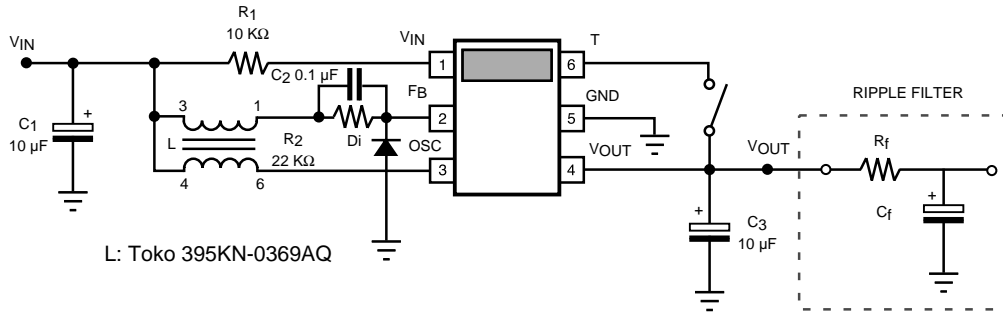 R1
10 KΩ
VIN
VIN
T
C2 0.1 µF
1
6
FB
GND
RIPPLE FILTER
3
1
2
5
C1
10 µF
+
L
R2
22 KΩ
Di
OSC
VOUT
VOUT
Rf
4
6
3
4
+
C3
10 µF
+
Cf
L: Toko 395KN-0369AQ